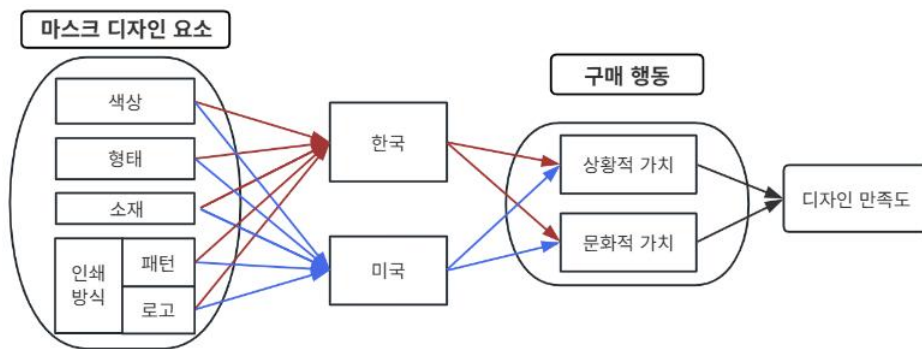 마스크 디자인 요소
색상
형태
소재
인쇄
방식
패턴
로고
한국
미국
구매 행동
상황적 가치
문화적 가치
디자인 만족도